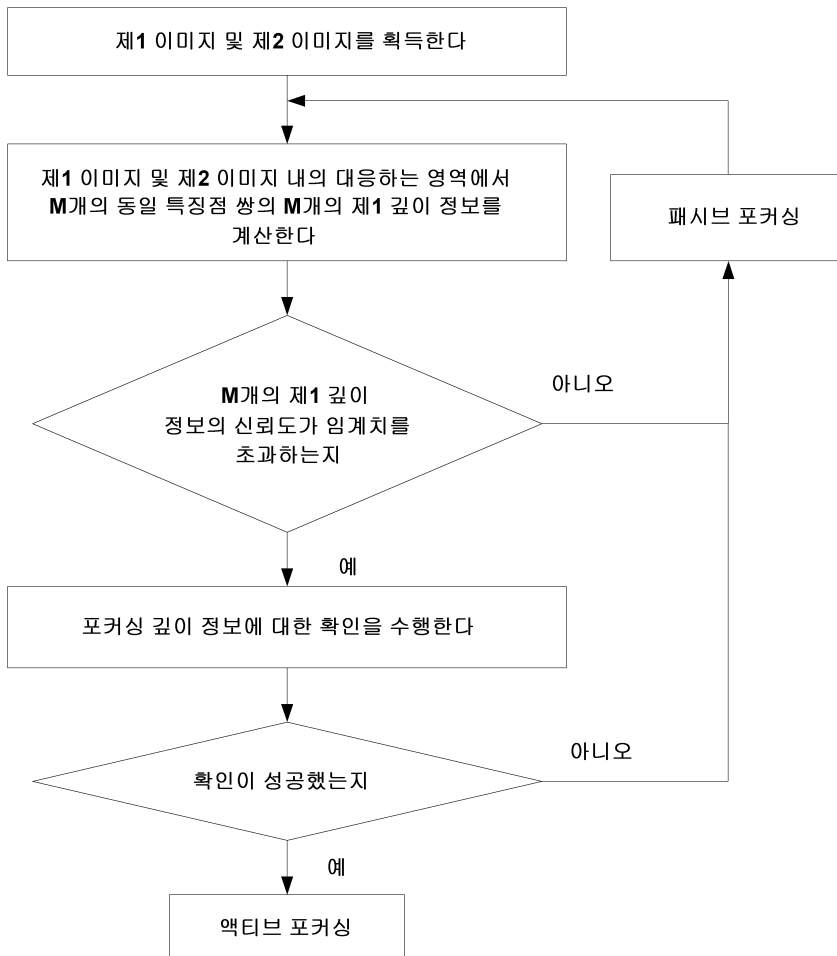 제1 이미지 및 제2 이미지를 획득한다
제1 이미지 및 제2 이미지 내의 대응하는 영역에서
M개의 동일 특징점 쌍의 M개의 제1 깊이 정보를
계산한다
패시브 포커싱
M개의 제1 깊이
정보의 신뢰도가 임계치를
초과하는지
아니오
예
포커싱 깊이 정보에 대한 확인을 수행한다
확인이 성공했는지
아니오
예
액티브 포커싱